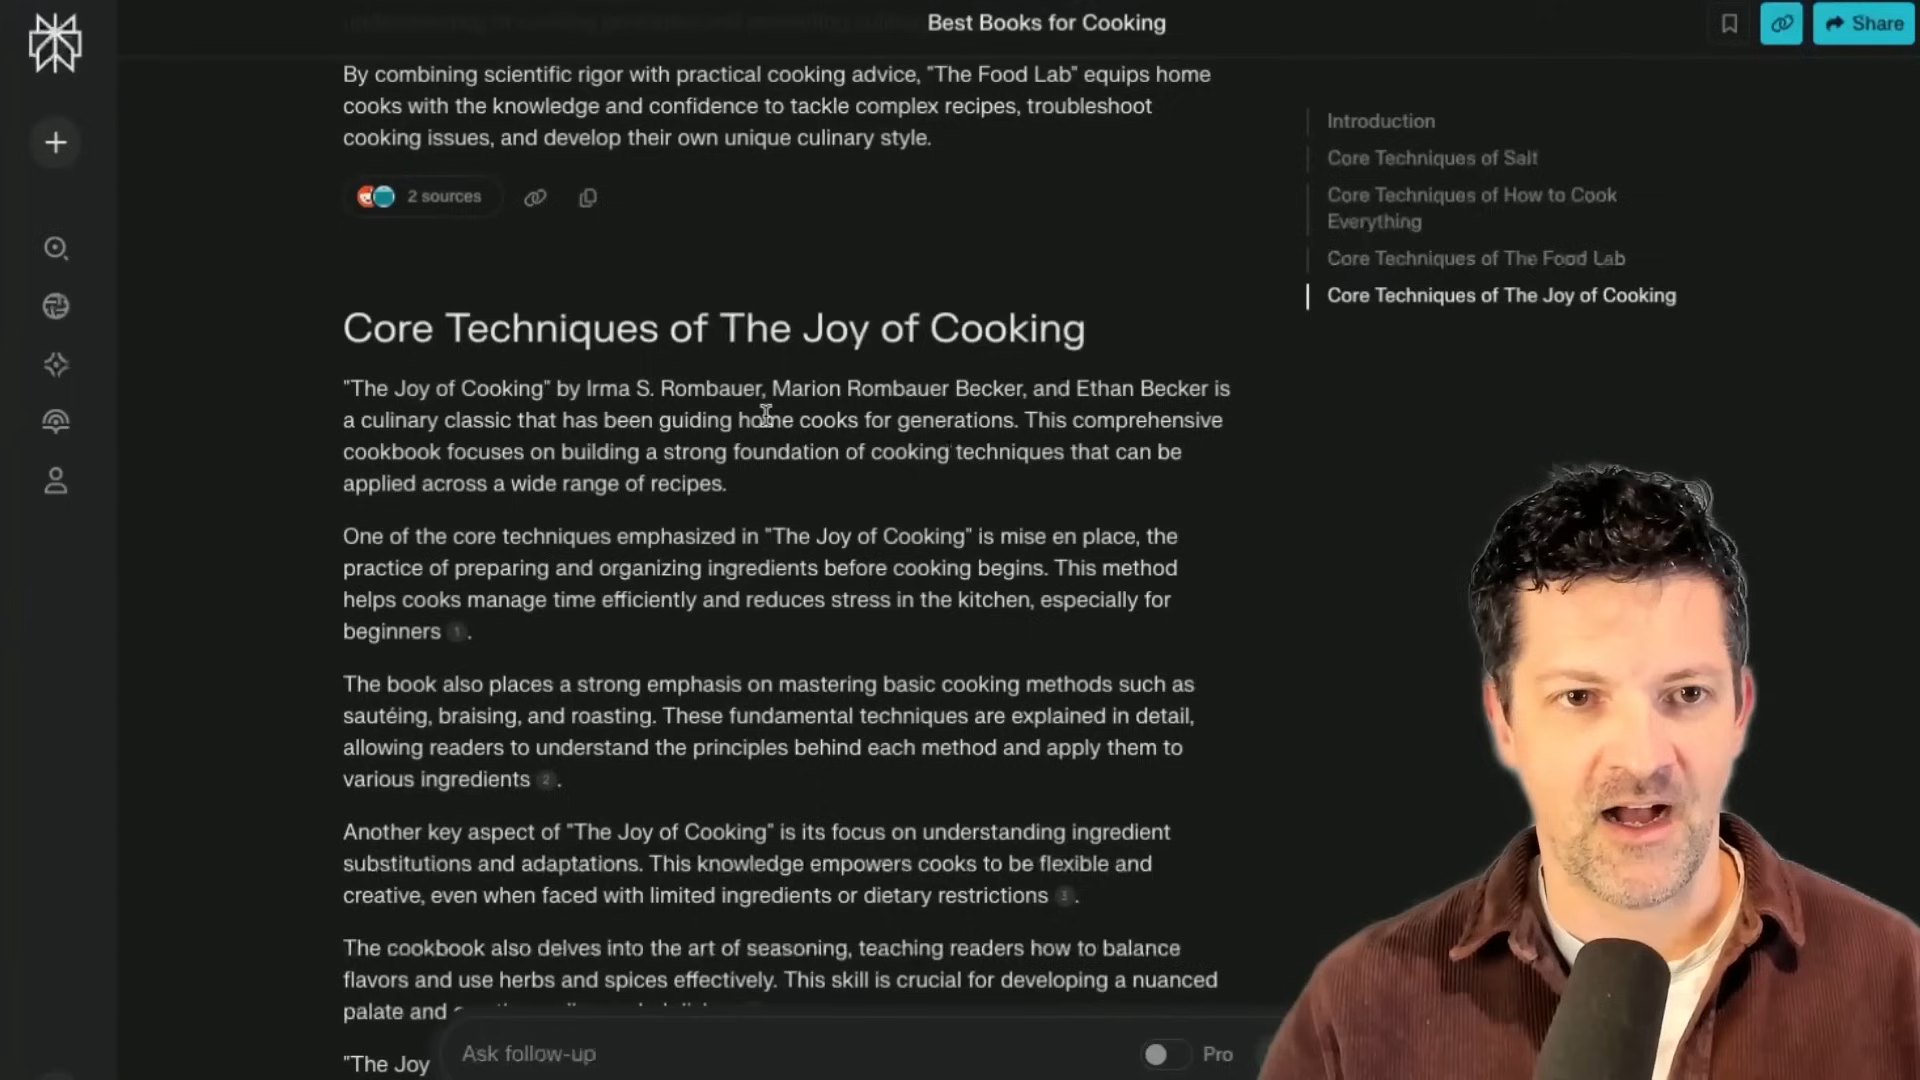 Best Books for Cooking
Share
By combining scientific rigor with practical cooking advice, "The Food Lab" equips home
cooks with the knowledge and confidence to tackle complex recipes, troubleshoot
cooking issues, and develop their own unique culinary style.
2 sources
Introduction
Core Techniques of Salt
Core Techniques of How to Cook
Everything
Core Techniques of The Food Lab
Core Techniques of The Joy of Cooking
Core Techniques of The Joy of Cooking
"The Joy of Cooking" by Irma S. Rombauer, Marion Rombauer Becker, and Ethan Becker is
a culinary classic that has been guiding home cooks for generations. This comprehensive
cookbook focuses on building a strong foundation of cooking techniques that can be
applied across a wide range of recipes.
One of the core techniques emphasized in "The Joy of Cooking" is mise en place, the
practice of preparing and organizing ingredients before cooking begins. This method
helps cooks manage time efficiently and reduces stress in the kitchen, especially for
beginners 1.
The book also places a strong emphasis on mastering basic cooking methods such as
sautéing, braising, and roasting. These fundamental techniques are explained in detail,
allowing readers to understand the principles behind each method and apply them to
various ingredients 2.
Another key aspect of "The Joy of Cooking" is its focus on understanding ingredient
substitutions and adaptations. This knowledge empowers cooks to be flexible and
creative, even when faced with limited ingredients or dietary restrictions 3.
The cookbook also delves into the art of seasoning, teaching readers how to balance
flavors and use herbs and spices effectively. This skill is crucial for developing a nuanced
palate and
"The Joy
Ask follow-up
Pro